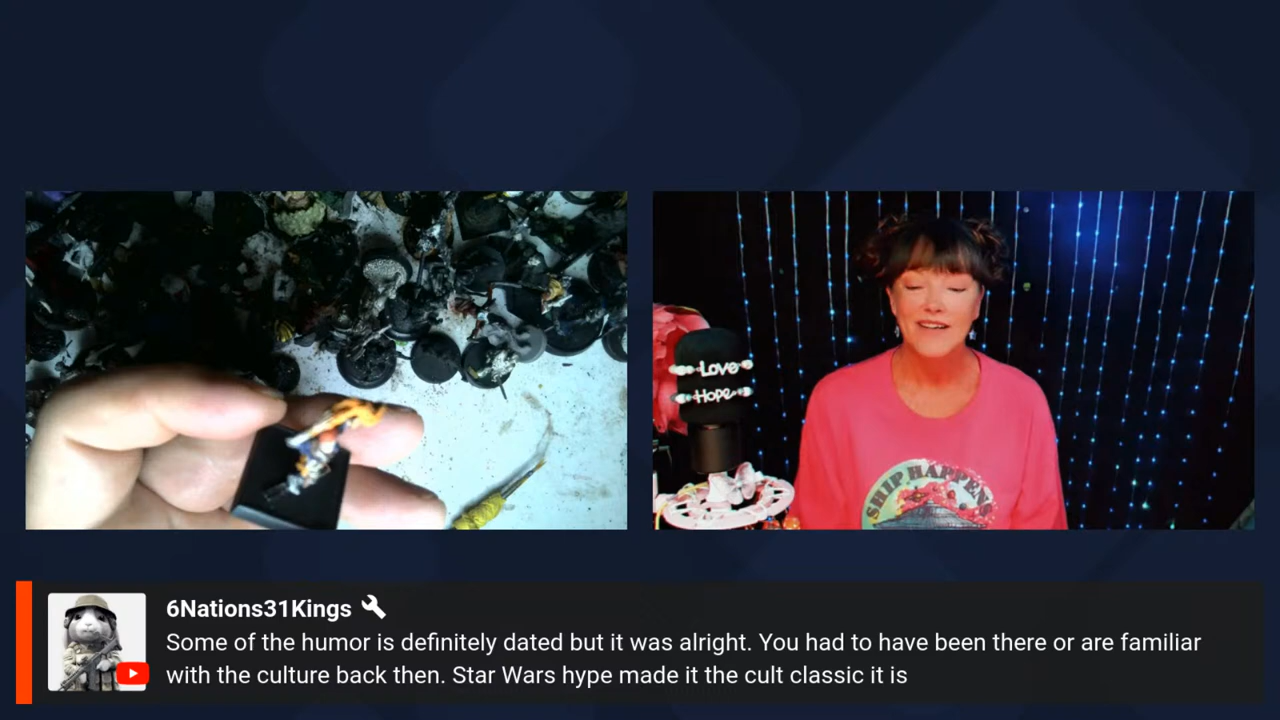 Love
Hope
SHIP HAPPENS
6Nations31Kings
Some of the humor is definitely dated but it was alright. You had to have been there or are familiar
with the culture back then. Star Wars hype made it the cult classic it is